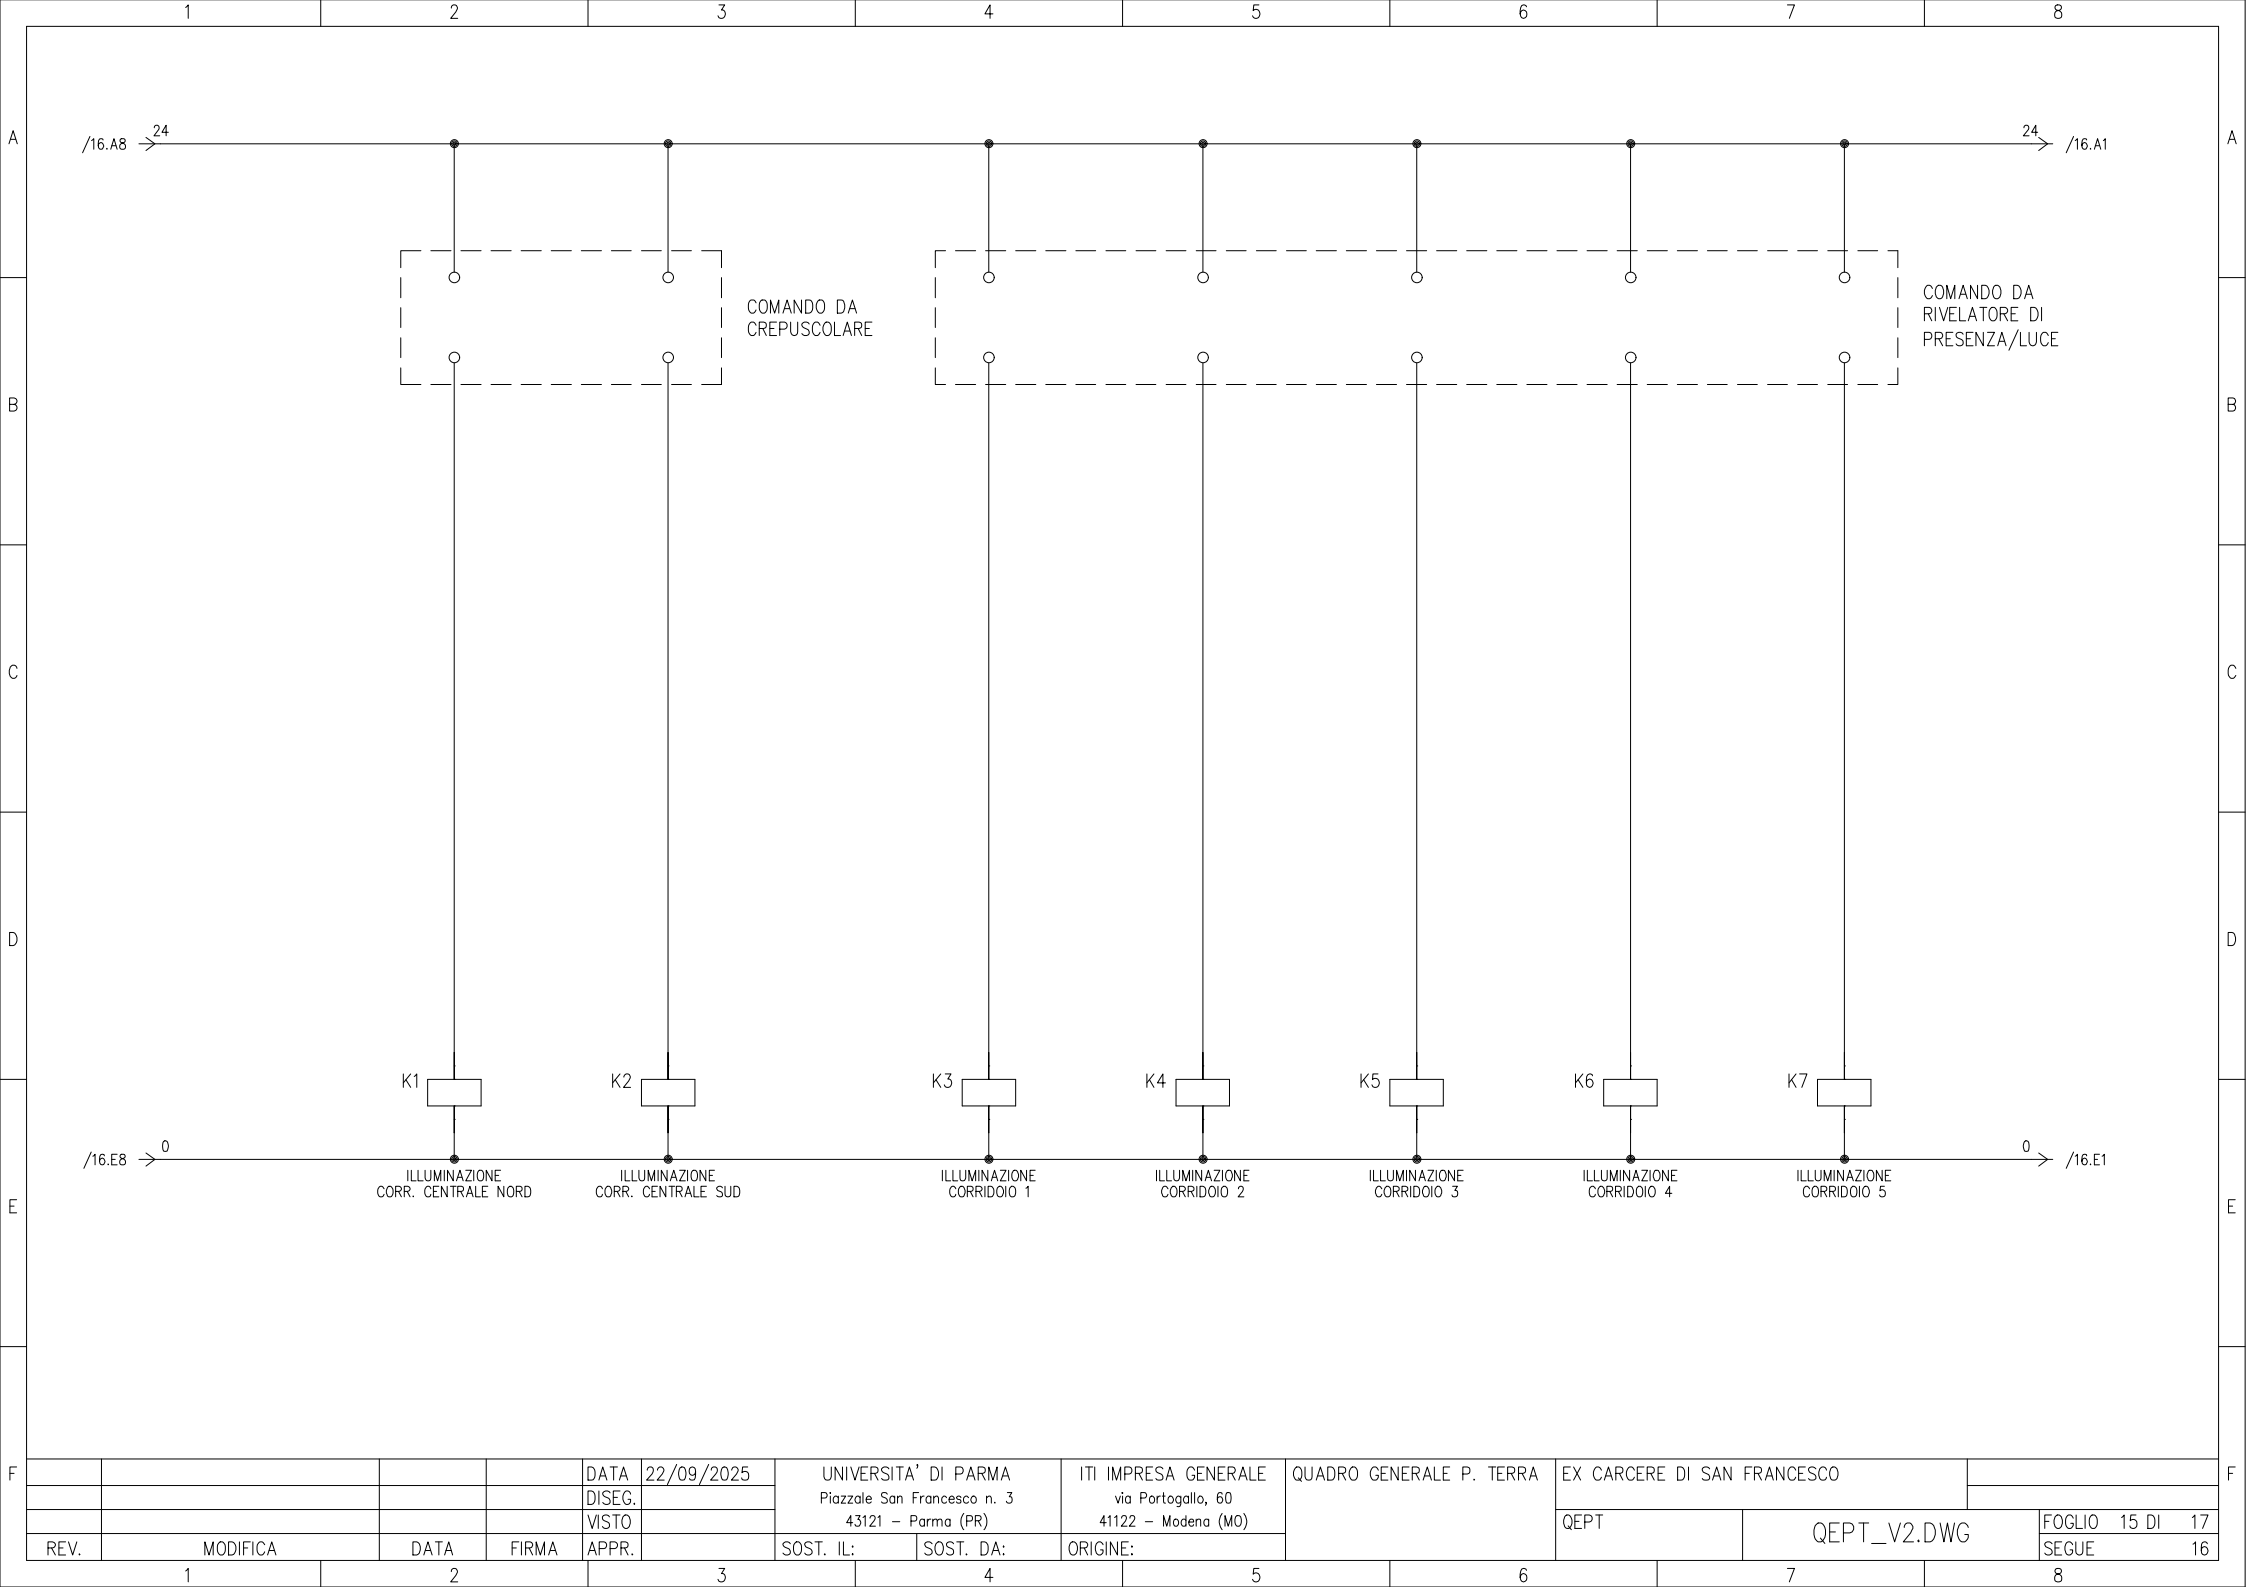 1 2 3 4 5 6 7 8
A A
/16.A8 24 24 /16.A1
COMANDO DA
CREPUSCOLARE
COMANDO DA
RIVELATORE DI
PRESENZA/LUCE
B B
C C
D D
K1 K2 K3 K4 K5 K6 K7
/16.E8 0 0 /16.E1
ILLUMINAZIONE
CORR. CENTRALE NORD
ILLUMINAZIONE
CORR. CENTRALE SUD
ILLUMINAZIONE
CORRIDOIO 1
ILLUMINAZIONE
CORRIDOIO 2
ILLUMINAZIONE
CORRIDOIO 3
ILLUMINAZIONE
CORRIDOIO 4
ILLUMINAZIONE
CORRIDOIO 5
E E
F F
REV. MODIFICA DATA FIRMA
DATA 22/09/2025
DISEG.
VISTO
APPR.
UNIVERSITA' DI PARMA
Piazzale San Francesco n. 3
43121 – Parma (PR)
SOST. IL: SOST. DA:
ITI IMPRESA GENERALE
via Portogallo, 60
41122 – Modena (MO)
ORIGINE:
QUADRO GENERALE P. TERRA
EX CARCERE DI SAN FRANCESCO
QEPT
QEPT_V2.DWG
FOGLIO 15 DI 17
SEGUE 16
1 2 3 4 5 6 7 8